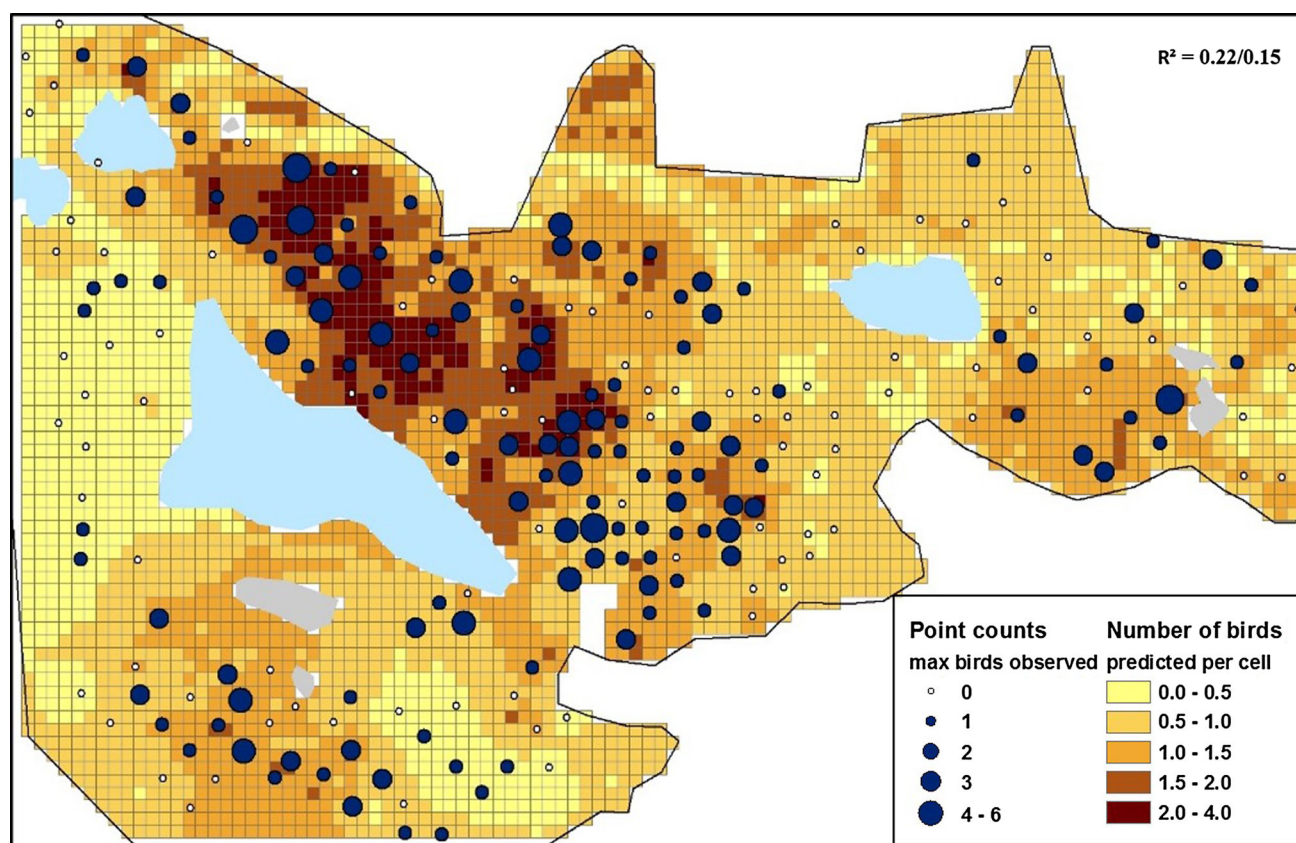 R² = 0.22/0.15
Point counts
max birds observed
0
1
2
3
4 - 6
Number of birds
predicted per cell
0.0 - 0.5
0.5 - 1.0
1.0 - 1.5
1.5 - 2.0
2.0 - 4.0